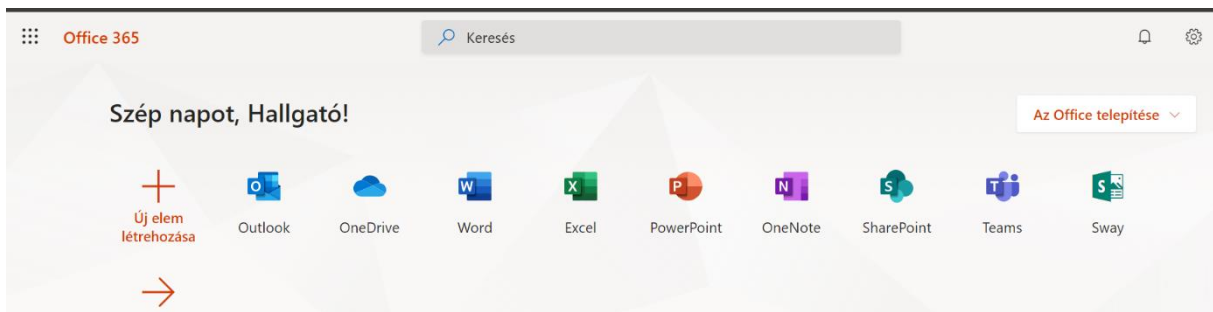 Office 365
Keresés
Szép napot, Hallgató!
Az Office telepítése
Új elem
létrehozása
Outlook
OneDrive
Word
Excel
PowerPoint
OneNote
SharePoint
Teams
Sway